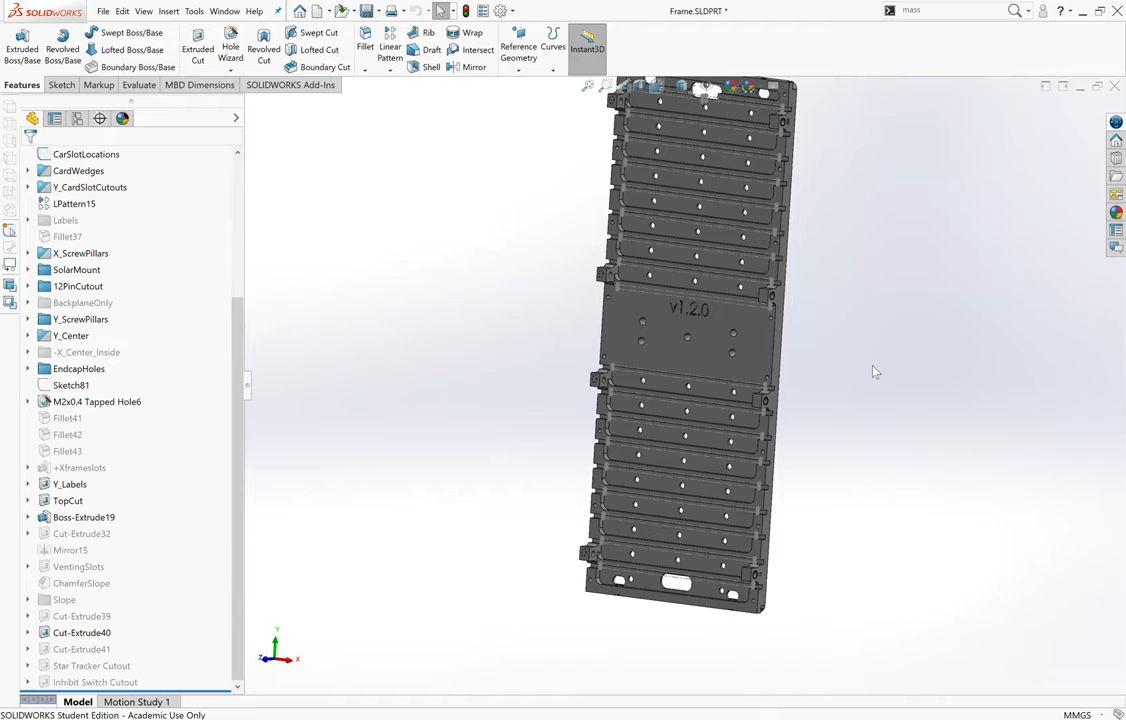 SOLIDWORKS
File Edit View Insert Tools Window Help
Frame.SLDPRT *
mass
Extruded Boss/Base
Revolved Boss/Base
Swept Boss/Base
Lofted Boss/Base
Boundary Boss/Base
Extruded Cut
Hole Wizard
Revolved Cut
Swept Cut
Lofted Cut
Boundary Cut
Fillet
Linear Pattern
Rib
Draft
Shell
Wrap
Intersect
Mirror
Reference Geometry
Curves
Instant3D
Features Sketch Markup Evaluate MBD Dimensions SOLIDWORKS Add-Ins
CarSlotLocations
CardWedges
Y_CardSlotCutouts
LPattern15
Labels
Fillet37
X_ScrewPillars
SolarMount
12PinCutout
BackplaneOnly
Y_ScrewPillars
Y_Center
-X_Center_Inside
EndcapHoles
Sketch81
M2x0.4 Tapped Hole6
Fillet41
Fillet42
Fillet43
+Xframeslots
Y_Labels
TopCut
Boss-Extrude19
Cut-Extrude32
Mirror15
VentingSlots
ChamferSlope
Slope
Cut-Extrude39
Cut-Extrude40
Cut-Extrude41
Star Tracker Cutout
Inhibit Switch Cutout
v1.2.0
Y
Z
X
Model Motion Study 1
SOLIDWORKS Student Edition - Academic Use Only
MMGS